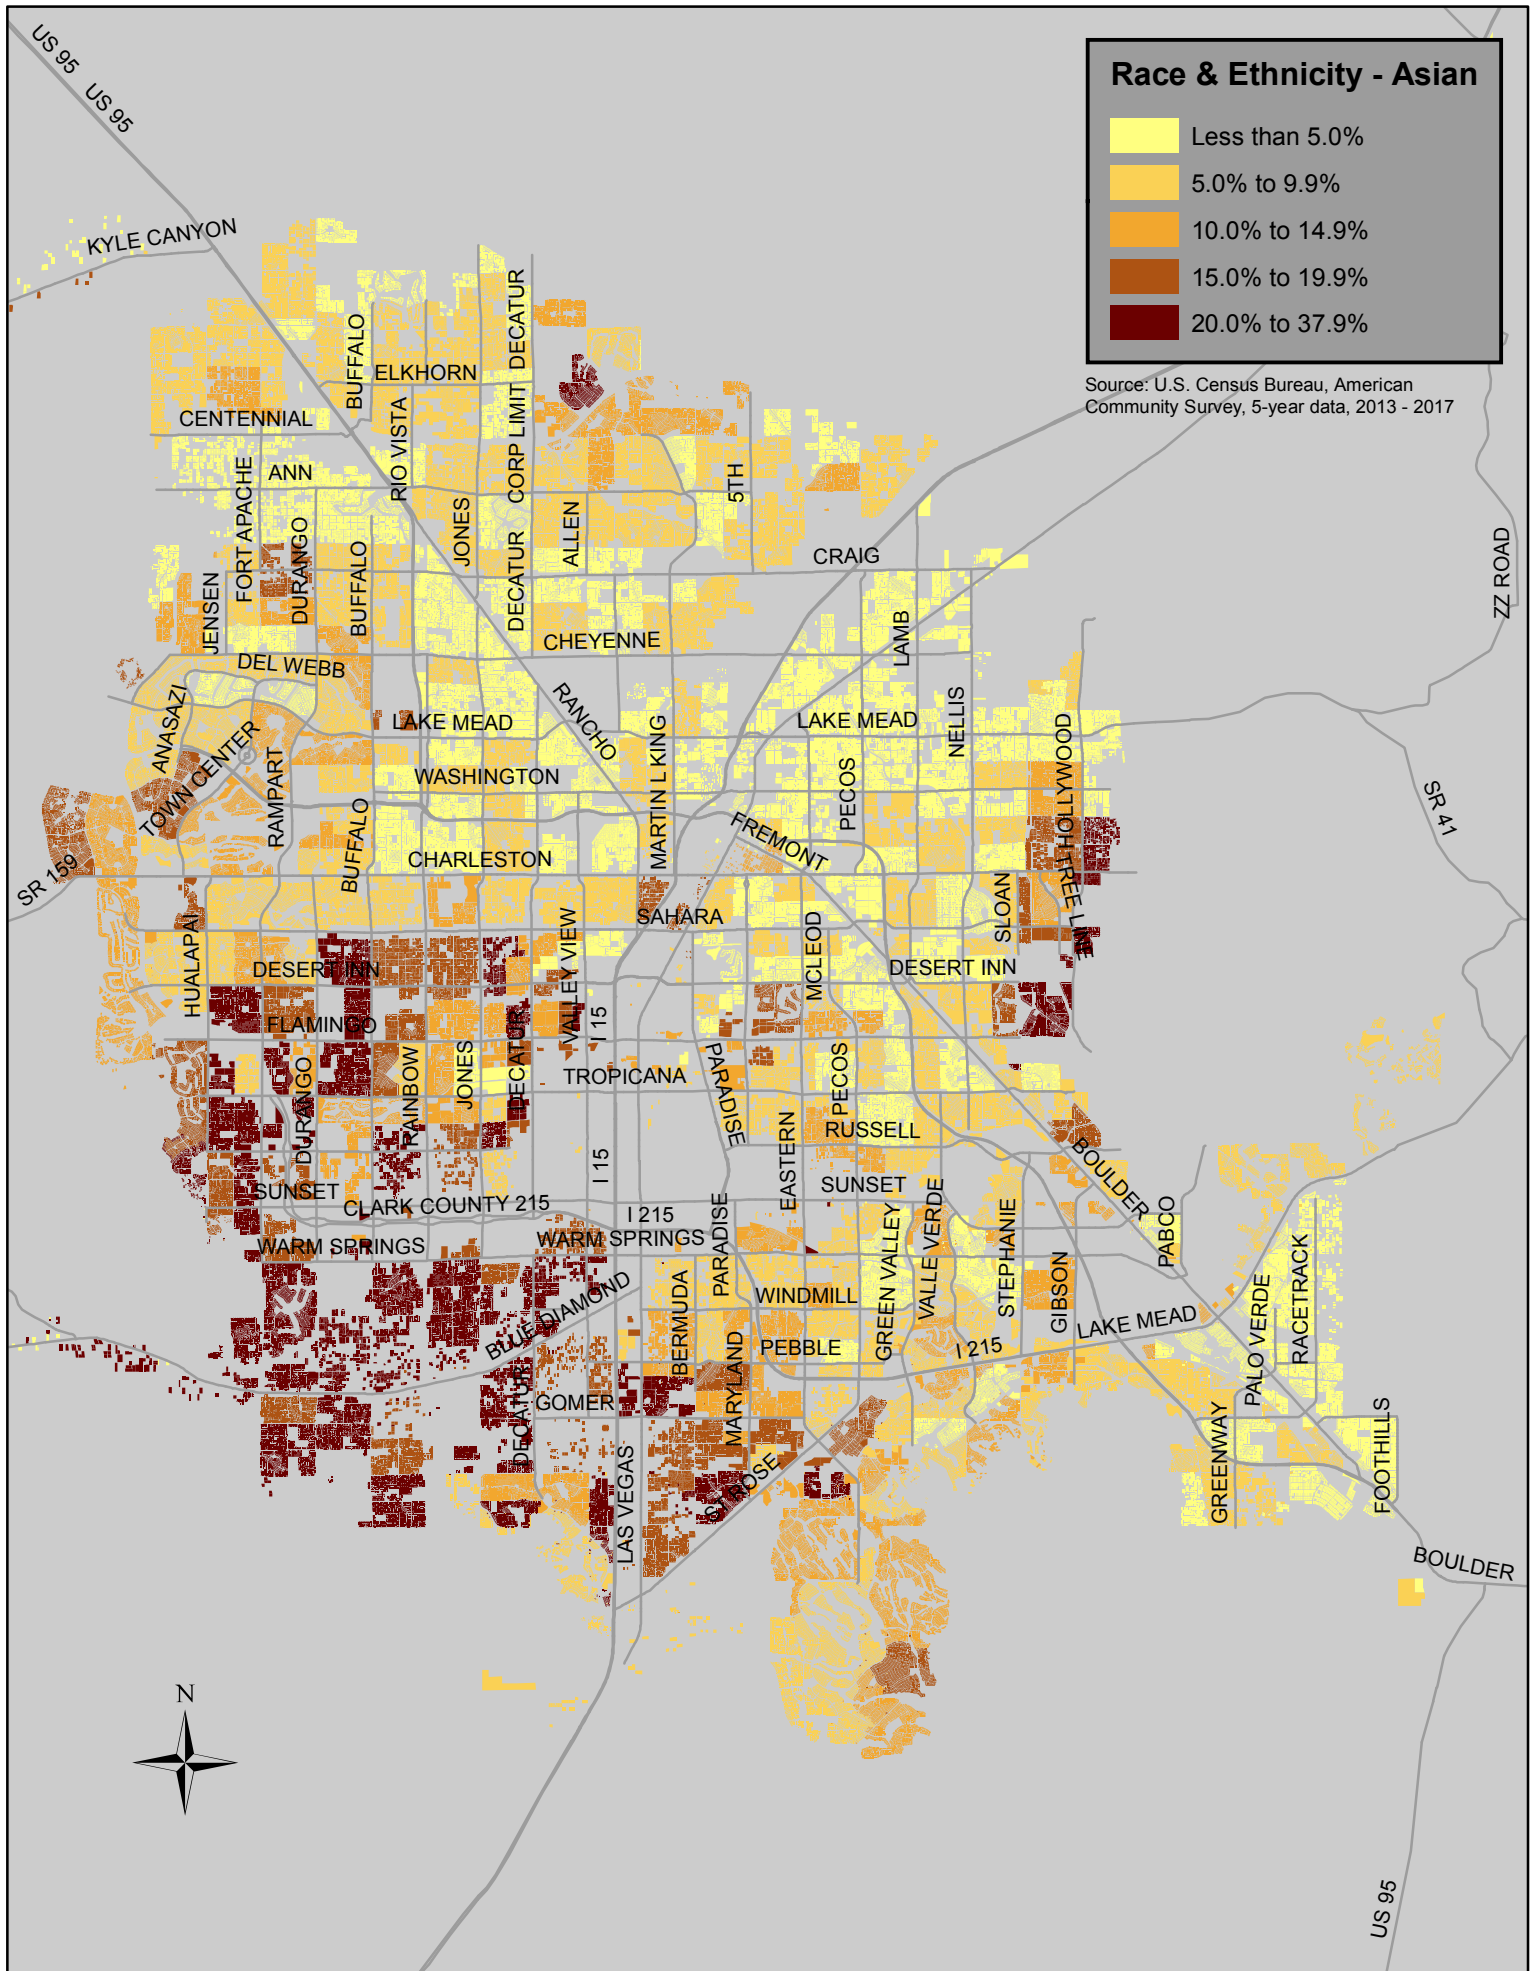 US 95
US 95
Race & Ethnicity - Asian
Less than 5.0%
5.0% to 9.9%
10.0% to 14.9%
15.0% to 19.9%
20.0% to 37.9%
Source: U.S. Census Bureau, American
Community Survey, 5-year data, 2013 - 2017
KYLE CANYON
BUFFALO
DECATUR
ELKHORN
CENTENNIAL
RIO VISTA
CORP LIMIT
ANN
FORT APACHE
5TH
JONES
ALLEN
DURANGO
BUFFALO
DECATUR
CRAIG
ZZ ROAD
JENSEN
CHEYENNE
LAMB
DEL WEBB
ANASAZI
RANCHO
LAKE MEAD
LAKE MEAD
NELLIS
HOLLYWOOD
TOWN CENTER
RAMPART
MARTIN L KING
WASHINGTON
PECOS
SR 41
BUFFALO
FREMONT
CHARLESTON
SR 159
TREE LINE
SAHARA
SLOAN
HUALAPAI
VALLEY VIEW
MCLEOD
DESERT INN
DESERT INN
FLAMINGO
I 15
DECATUR
TROPICANA
JONES
RAINBOW
DURANGO
PARADISE
PECOS
RUSSELL
EASTERN
BOULDER
I 15
SUNSET
SUNSET
CLARK COUNTY 215
I 215
PARADISE
GREEN VALLEY
VALLE VERDE
STEPHANIE
PABCO
WARM SPRINGS
WARM SPRINGS
WINDMILL
GIBSON
BERMUDA
BLUE DIAMOND
LAKE MEAD
PALO VERDE
RACETRACK
PEBBLE
I 215
MARYLAND
DECATUR
GOMER
GREENWAY
FOOTHILLS
LAS VEGAS
ST ROSE
BOULDER
N
US 95